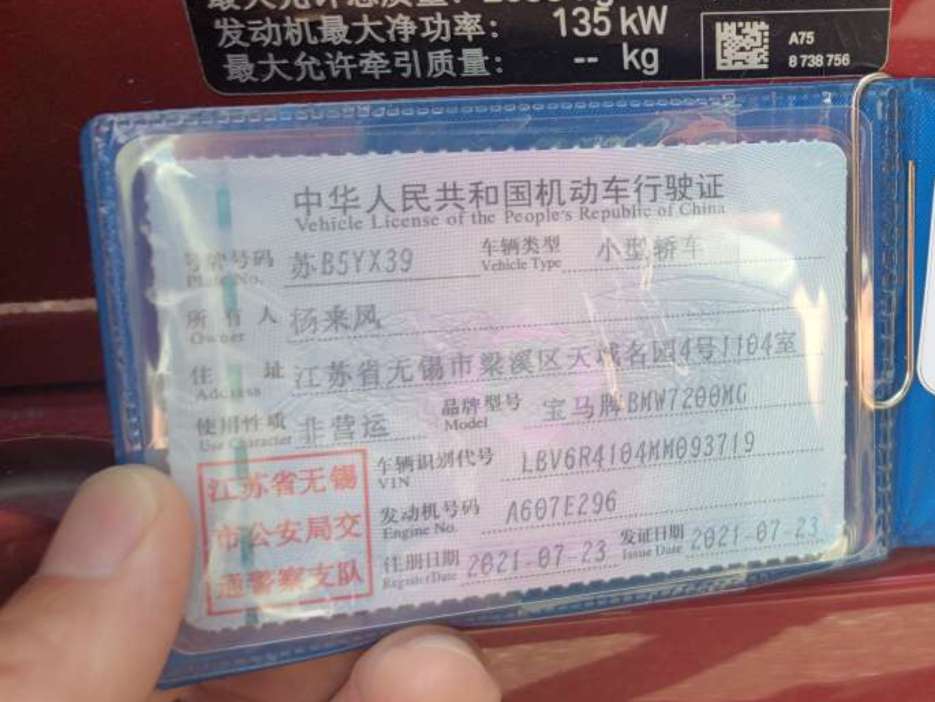 发动机最大净功率： 135 kW
最大允许牵引质量： -- kg
A75
8 738 756
中华人民共和国机动车行驶证
Vehicle License of the People's Republic of China
号牌号码 苏B5YX39 车辆类型 小型轿车
Plate No. Vehicle Type
所有人 杨来风
Owner
住址 江苏省无锡市梁溪区天域名园4号1104室
Address
使用性质 非营运 品牌型号 宝马牌BMW7200MG
Use Character Model
江苏省无锡
市公安局交
通警察支队
车辆识别代号 LBV6R4104MM093719
VIN
发动机号码 A607E296
Engine No.
注册日期 2021-07-23 发证日期 2021-07-23
Register Date Issue Date